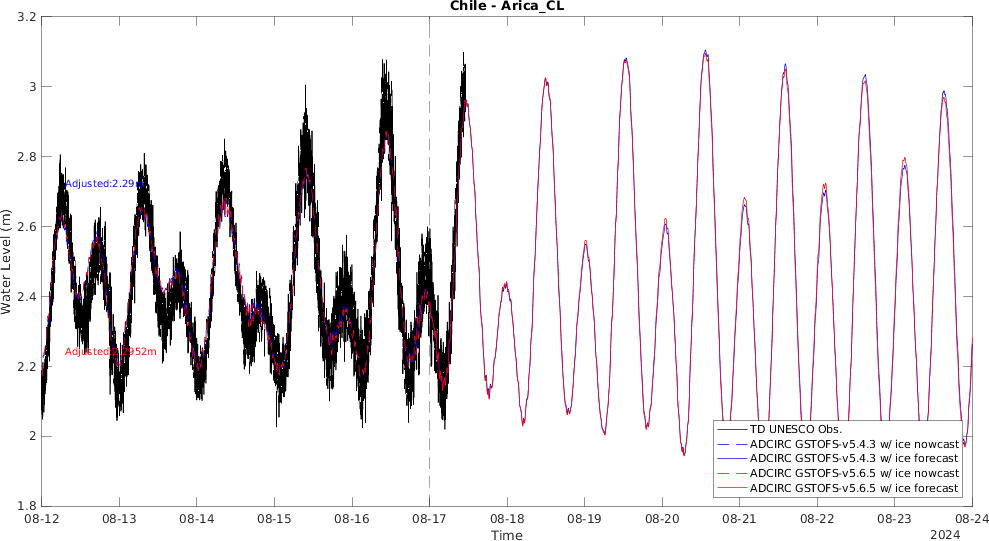 Chile - Arica_CL
3.2
3
2.8
2.6
2.4
2.2
2
1.8
Water Level (m)
Adjusted:2.29
TD UNESCO Obs.
ADCIRC GSTOFS-v5.4.3 w/ ice nowcast
ADCIRC GSTOFS-v5.4.3 w/ ice forecast
ADCIRC GSTOFS-v5.6.5 w/ ice nowcast
ADCIRC GSTOFS-v5.6.5 w/ ice forecast
08-12 08-13 08-14 08-15 08-16 08-17 08-18 08-19 08-20 08-21 08-22 08-23 08-24
Time
2024